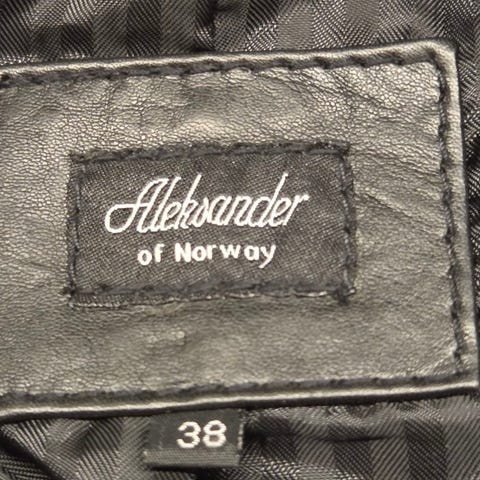 Aleksander
of Norway
38